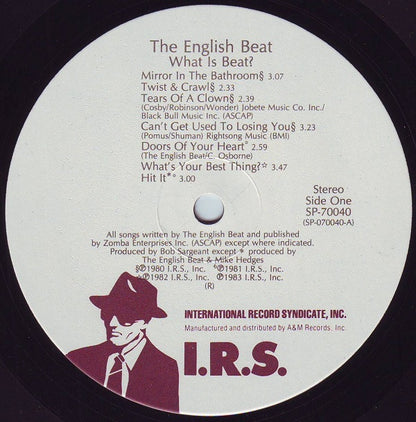 The English Beat
What Is Beat?
Mirror In The Bathroom§ 3.07
Twist & Crawl§ 2.33
Tears Of A Clown§ 2.39
(Cosby/Robinson/Wonder) Jobete Music Co. Inc./
Black Bull Music Inc. (ASCAP)
Can't Get Used To Losing You§ 3.23
(Pomus/Shuman) Rightsong Music (BMI)
Doors Of Your Heart° 2.59
(The English Beat/C. Osborne)
What's Your Best Thing?☆ 3.47
Hit It*° 3.00
Stereo
Side One
SP-70040
(SP-070040-A)
All songs written by The English Beat and published
by Zomba Enterprises Inc. (ASCAP) except where indicated.
Produced by Bob Sargeant except * produced by
The English Beat & Mike Hedges
§℗1980 I.R.S., Inc. °℗1981 I.R.S., Inc.
℗1982 I.R.S., Inc. ℗1983 I.R.S., Inc.
(R)
INTERNATIONAL RECORD SYNDICATE, INC.
Manufactured and distributed by A&M Records, Inc.
I.R.S.